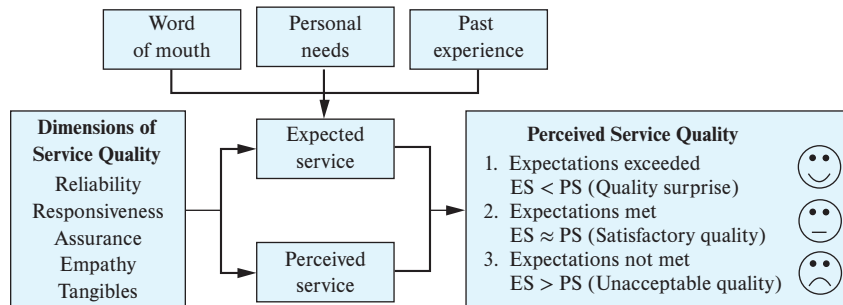 Word
of mouth
Personal
needs
Past
experience
Dimensions of
Service Quality
Reliability
Responsiveness
Assurance
Empathy
Tangibles
Expected
service
Perceived
service
Perceived Service Quality
1. Expectations exceeded
ES < PS (Quality surprise)
2. Expectations met
ES ≈ PS (Satisfactory quality)
3. Expectations not met
ES > PS (Unacceptable quality)